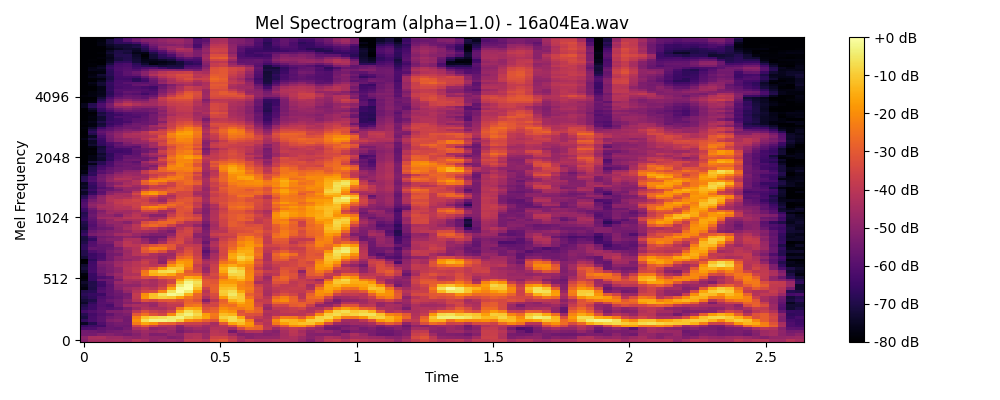 Mel Spectrogram (alpha=1.0) - 16a04Ea.wav
Mel Frequency
4096
2048
1024
512
0
0
0.5
1
1.5
2
2.5
Time
+0 dB
-10 dB
-20 dB
-30 dB
-40 dB
-50 dB
-60 dB
-70 dB
-80 dB